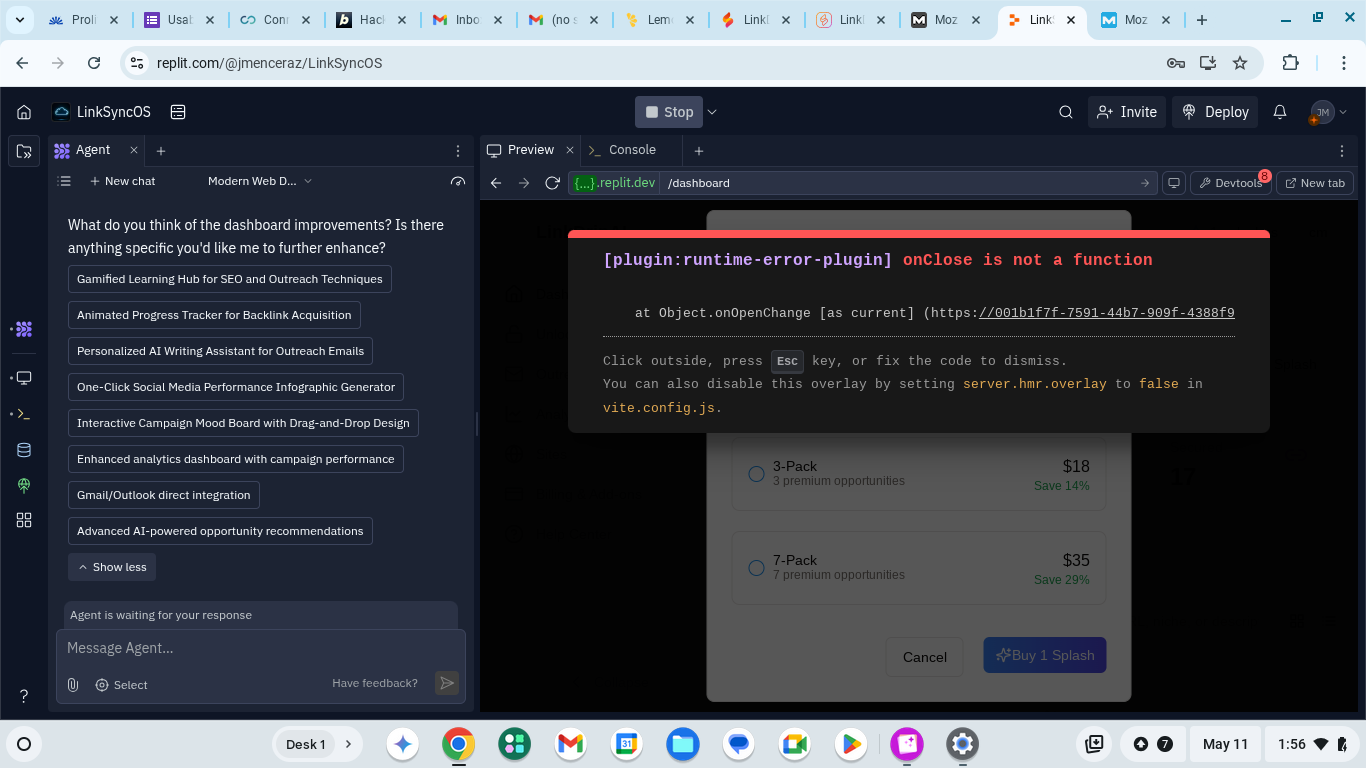 Proli
Usab
Conr
Hack
Inbo
(no s
Lem
LinkI
LinkI
Moz
Link
Moz
replit.com/@jmenceraz/LinkSyncOS
LinkSyncOS
Stop
Invite
Deploy
JM
Agent
Preview
Console
New chat
Modern Web D...
{...}.replit.dev
/dashboard
Devtools
8
New tab
What do you think of the dashboard improvements? Is there
anything specific you'd like me to further enhance?
Gamified Learning Hub for SEO and Outreach Techniques
Animated Progress Tracker for Backlink Acquisition
Personalized AI Writing Assistant for Outreach Emails
One-Click Social Media Performance Infographic Generator
Interactive Campaign Mood Board with Drag-and-Drop Design
Enhanced analytics dashboard with campaign performance
Gmail/Outlook direct integration
Advanced AI-powered opportunity recommendations
Show less
Agent is waiting for your response
Message Agent...
Select
Have feedback?
?
[plugin:runtime-error-plugin] onClose is not a function
at Object.onOpenChange [as current] (https://001b1f7f-7591-44b7-909f-4388f9
Click outside, press Esc key, or fix the code to dismiss.
You can also disable this overlay by setting server.hmr.overlay to false in
vite.config.js.
3-Pack
3 premium opportunities
$18
Save 14%
17
7-Pack
7 premium opportunities
$35
Save 29%
Cancel
Buy 1 Splash
Desk 1
31
7
May 11
1:56